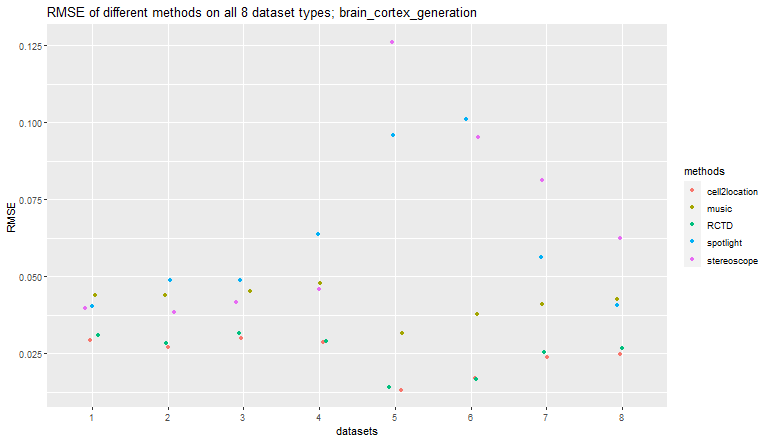 RMSE of different methods on all 8 dataset types; brain_cortex_generation
0.125
0.100
0.075
0.050
0.025
RMSE
1 2 3 4 5 6 7 8
datasets
methods
cell2location
music
RCTD
spotlight
stereoscope